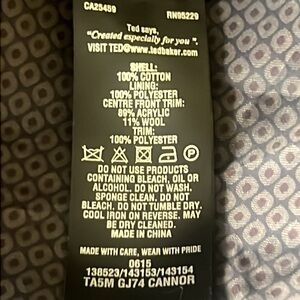 CA25459 RN95229
Ted says,
"Created especially for you".
VISIT TED@www.tedbaker.com
SHELL:
100% COTTON
LINING:
100% POLYESTER
CENTRE FRONT TRIM:
89% ACRYLIC
11% WOOL
TRIM:
100% POLYESTER
P
DO NOT USE PRODUCTS
CONTAINING BLEACH, OIL OR
ALCOHOL. DO NOT WASH.
SPONGE CLEAN. DO NOT
BLEACH. DO NOT TUMBLE DRY.
COOL IRON ON REVERSE. MAY
BE DRY CLEANED.
MADE IN CHINA
MADE WITH CARE, WEAR WITH PRIDE
0615
138523/143153/143154
TA5M GJ74 CANNOR